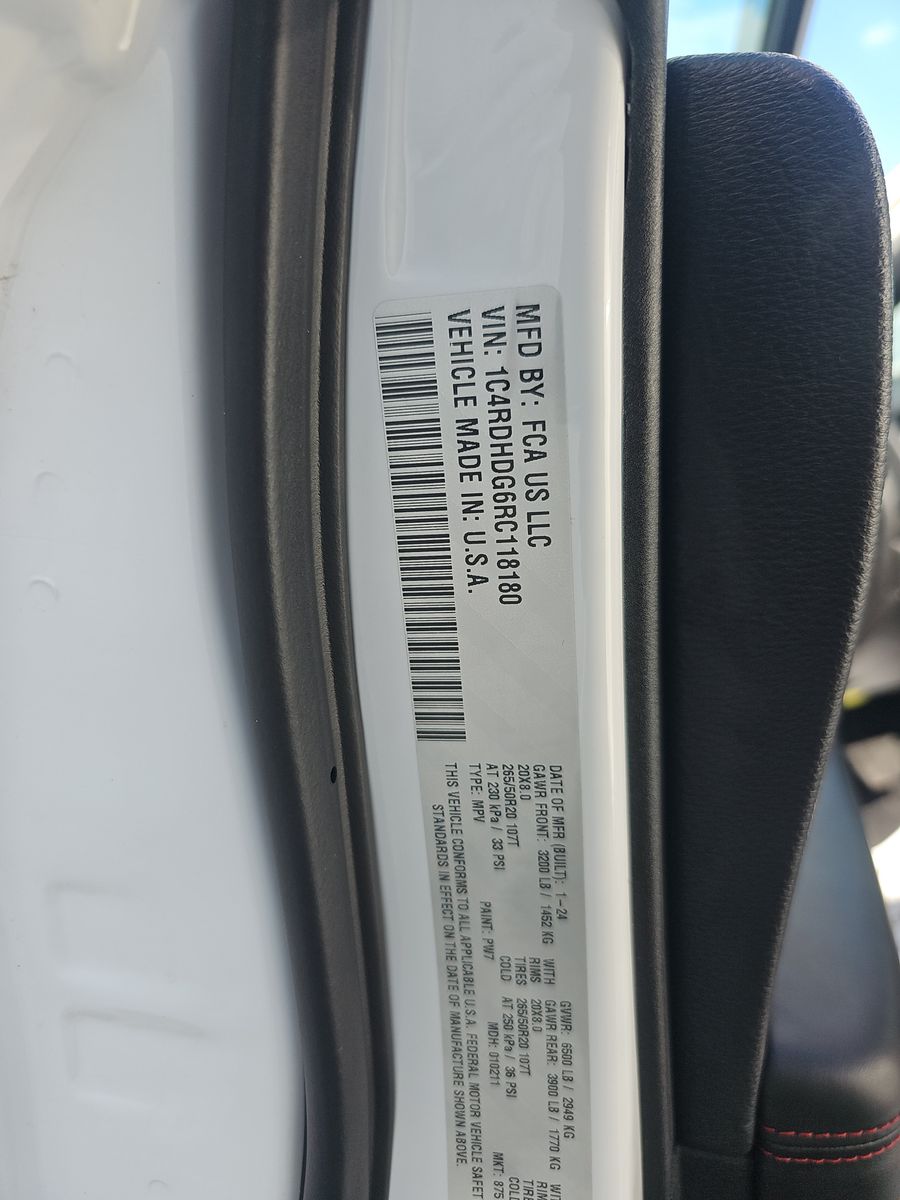 MFD BY: FCA US LLC
VIN: 1C4RDHDG6RC118180
VEHICLE MADE IN: U.S.A.
DATE OF MFR (BUILT): 1-24 GVWR: 6500 LB / 2949 KG
GAWR FRONT: 3200 LB / 1452 KG WITH GAWR REAR: 3900 LB / 1770 KG
20X8.0 RIMS 20X8.0
265/50R20 107T TIRES 265/50R20 107T
AT 230 kPa / 33 PSI COLD AT 250 kPa / 36 PSI
TYPE: MPV PAINT: PW7 MDH: 010211 MKT: 875
THIS VEHICLE CONFORMS TO ALL APPLICABLE U.S.A. FEDERAL MOTOR VEHICLE SAFET
STANDARDS IN EFFECT ON THE DATE OF MANUFACTURE SHOWN ABOVE.